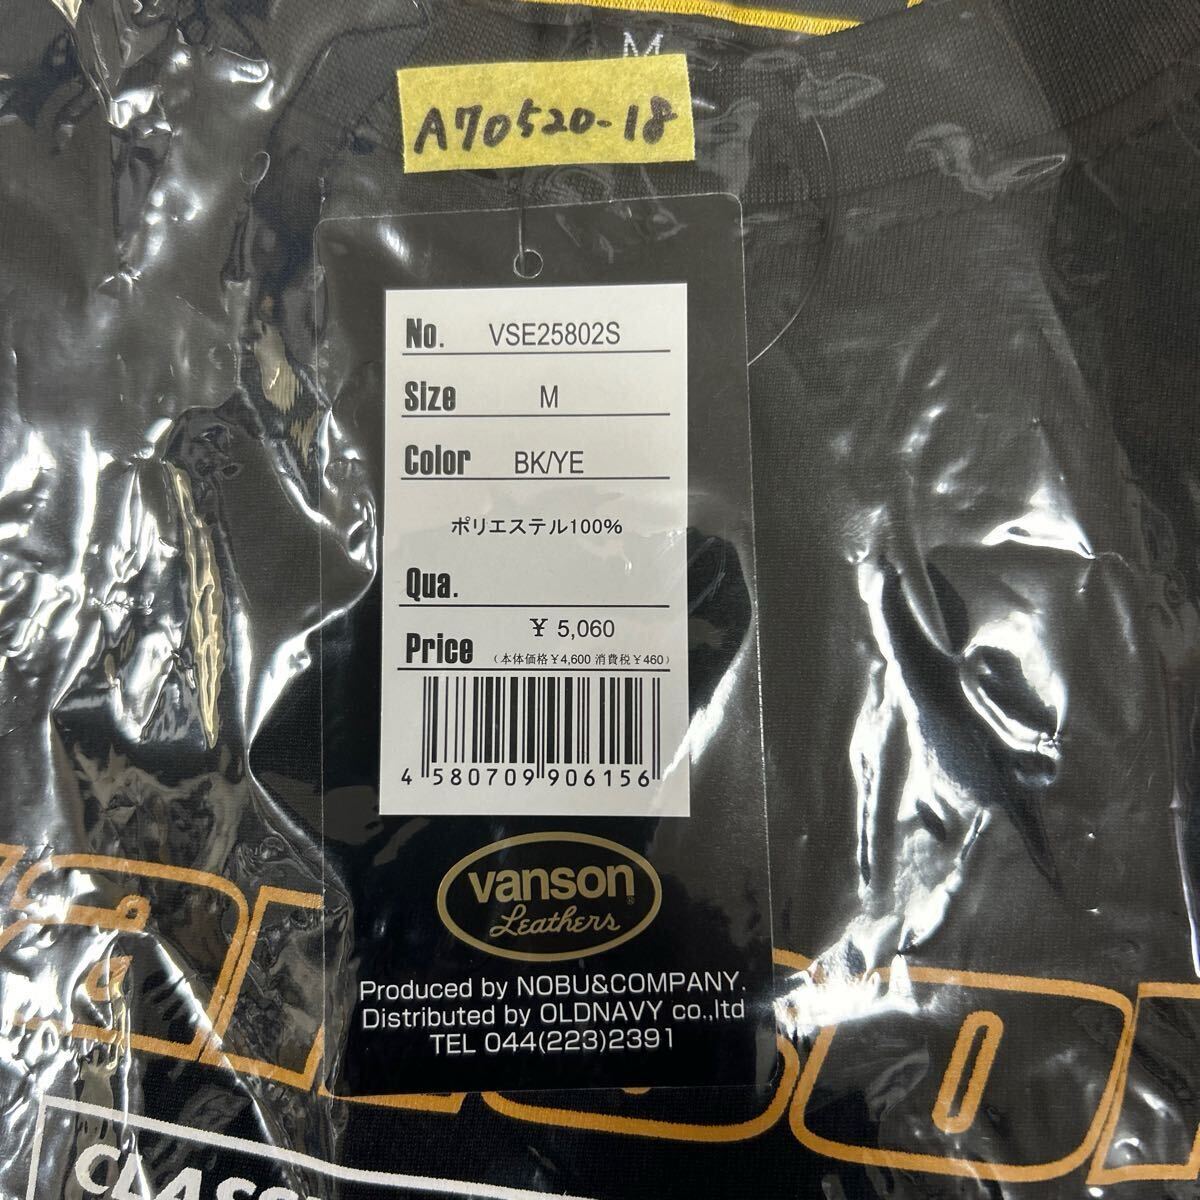 M
A70520-18
No. VSE25802S
Size M
Color BK/YE
ポリエステル100%
Qua.
Price ¥ 5,060
(本体価格¥4,600 消費税¥460)
4 580709 906156
vanson
Leathers
Produced by NOBU&COMPANY.
Distributed by OLDNAVY co.,ltd
TEL 044(223)2391